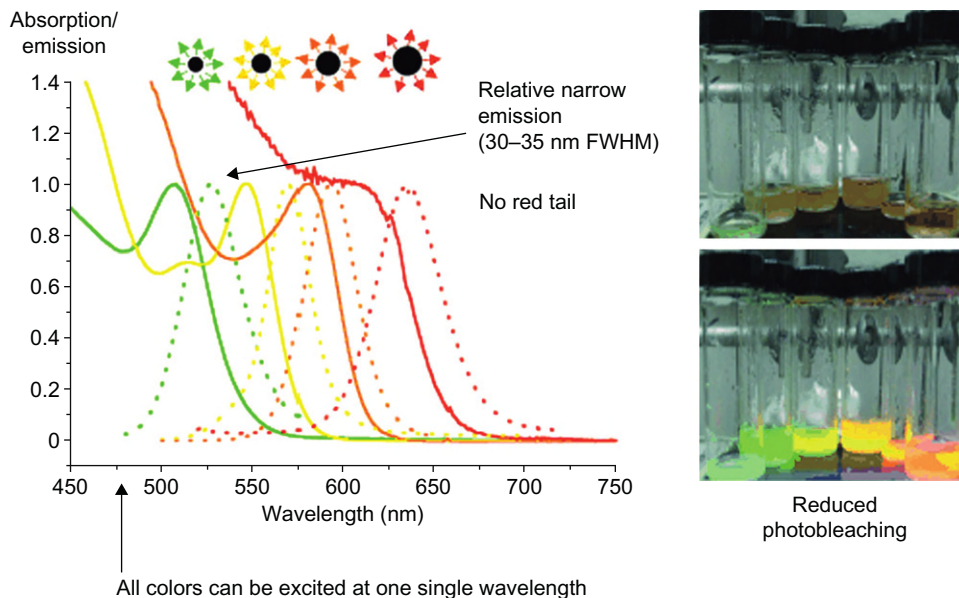 Absorption/
emission
1.4
1.2
1.0
0.8
0.6
0.4
0.2
0
450
500
550
600
650
700
750
Wavelength (nm)
Relative narrow
emission
(30–35 nm FWHM)
No red tail
All colors can be excited at one single wavelength
Reduced
photobleaching